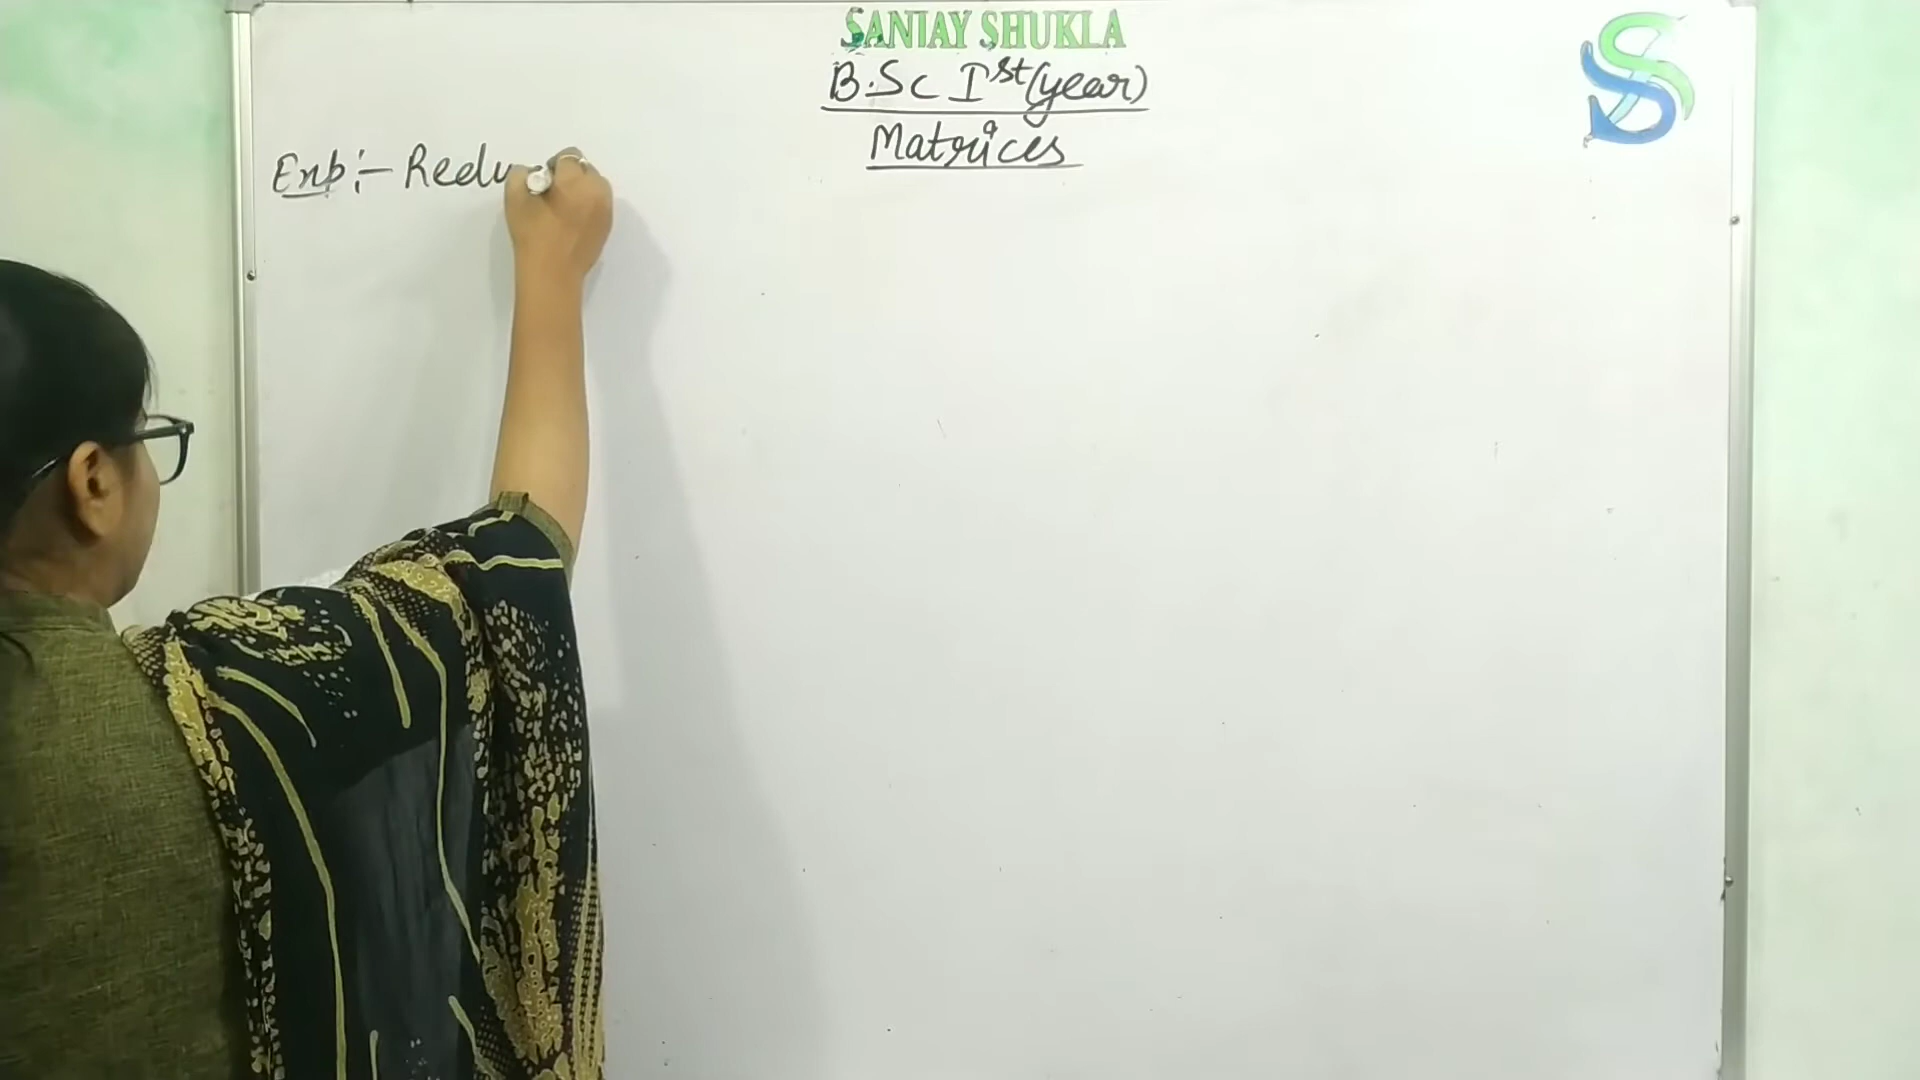 SANJAY SHUKLA
B.Sc Ist (year)
Matrices
Exp:- Redu